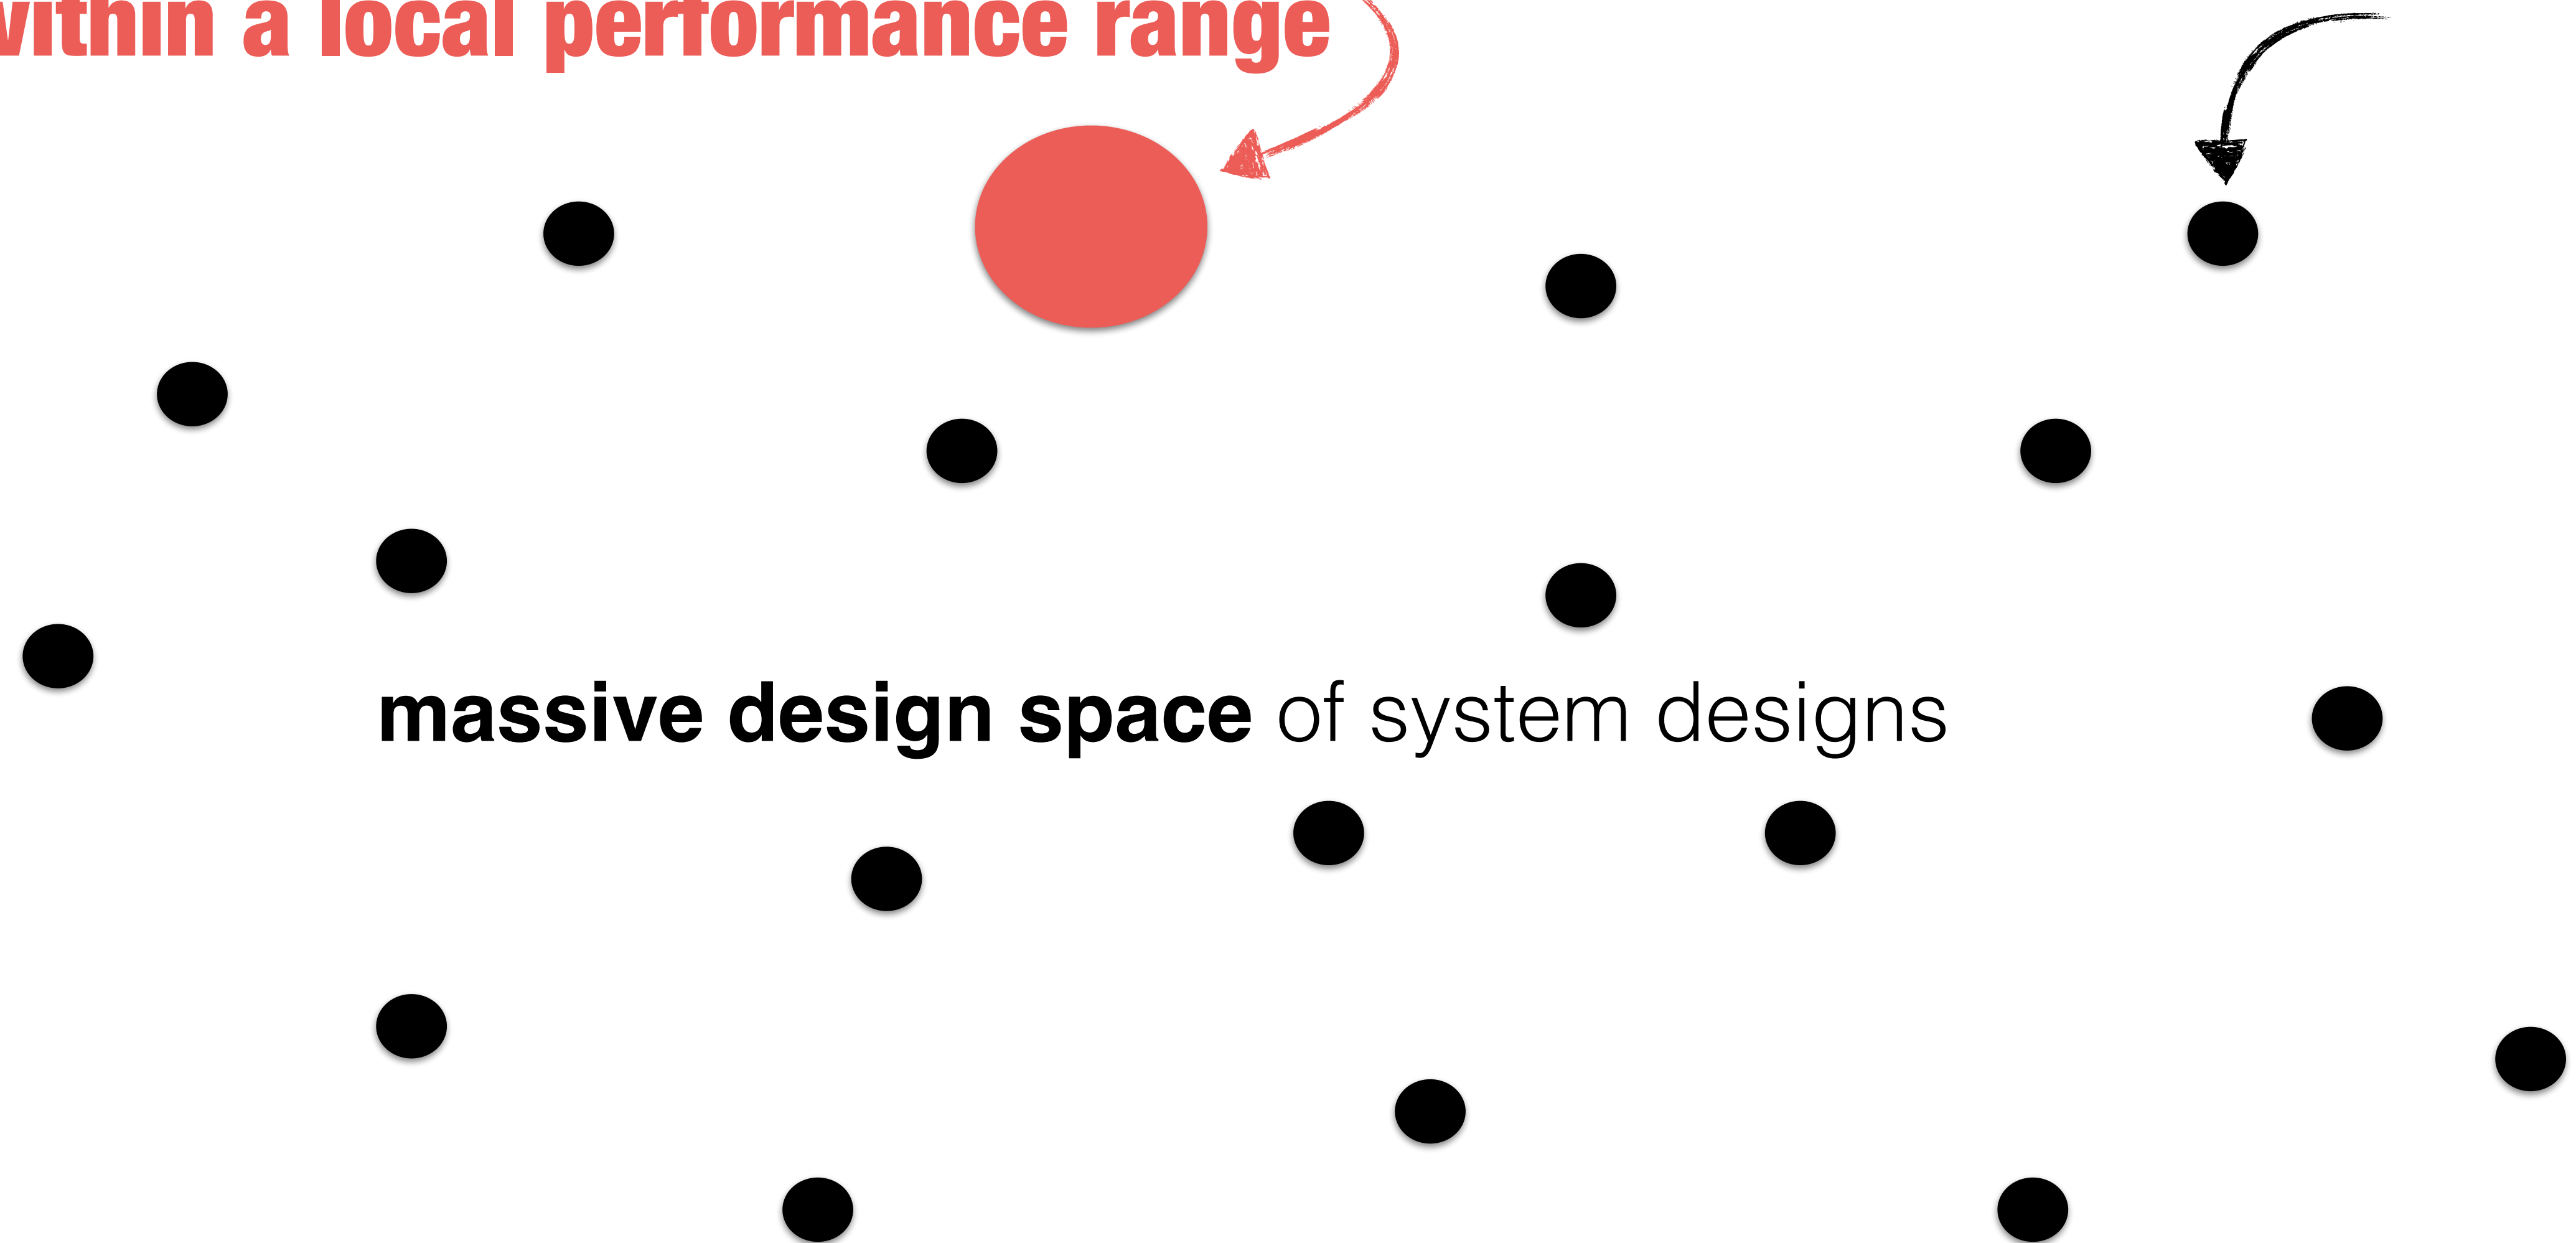 within a local performance range
massive design space of system designs